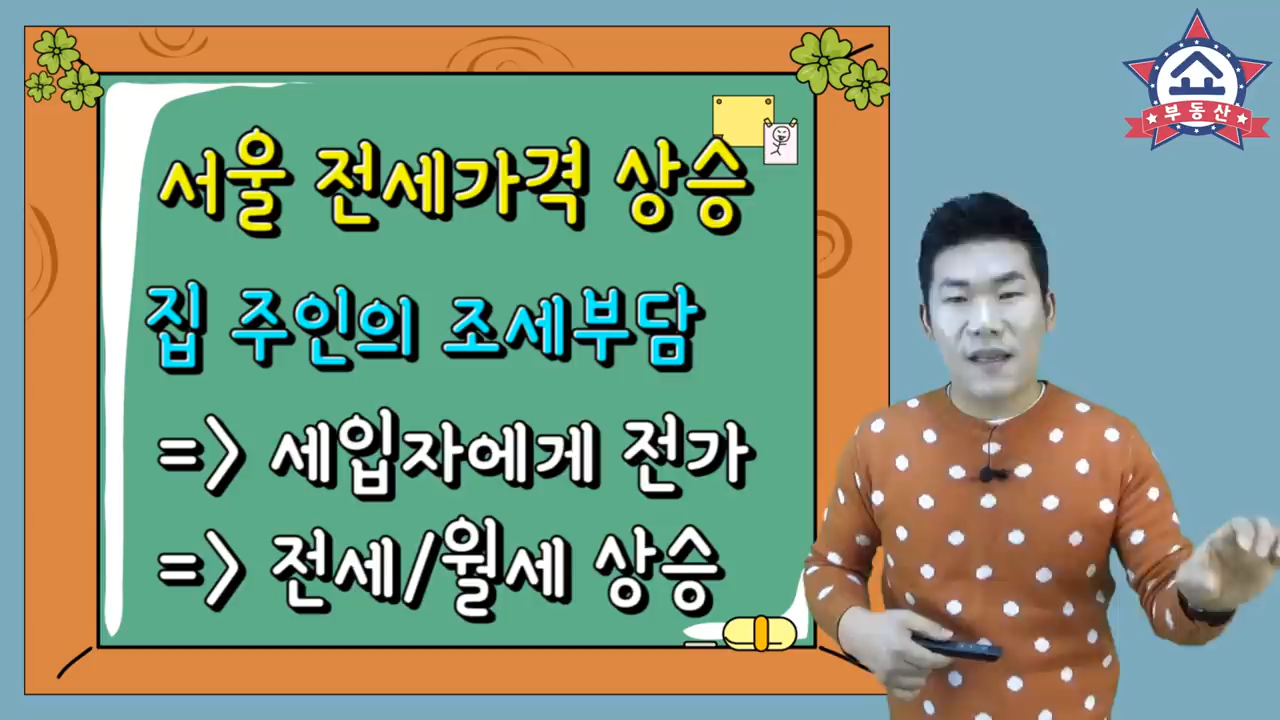 서울 전세가격 상승
집 주인의 조세부담
=> 세입자에게 전가
=> 전세/월세 상승
쇼
부동산